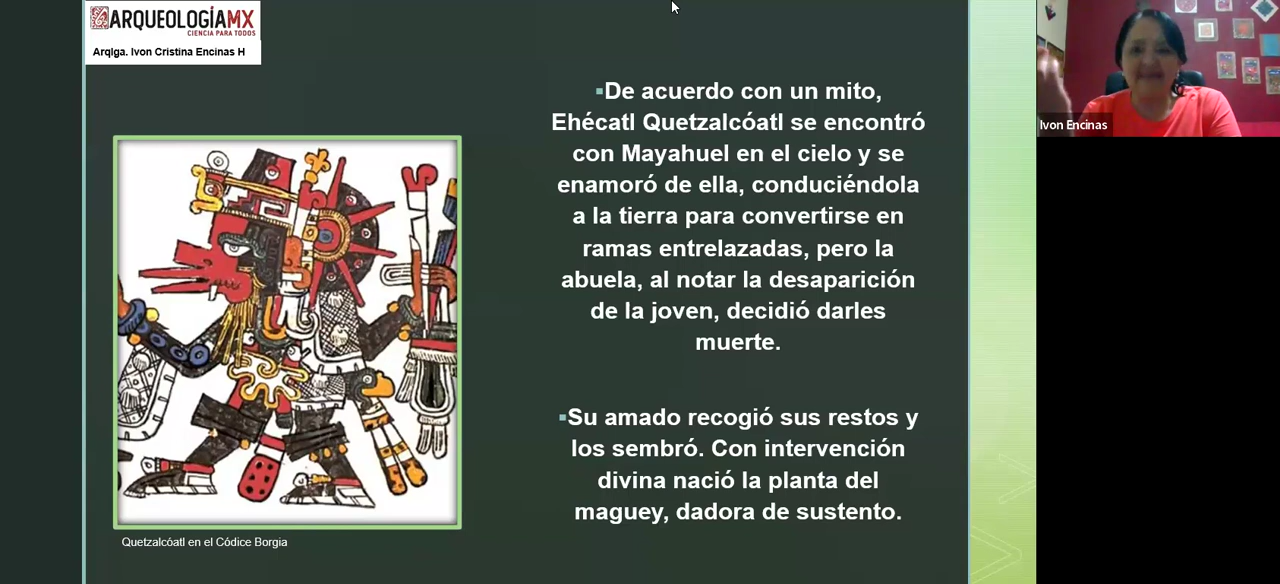 ARQUEOLOGÍAMX
CIENCIA PARA TODOS
Arqlga. Ivon Cristina Encinas H
▪De acuerdo con un mito,
Ehécatl Quetzalcóatl se encontró
con Mayahuel en el cielo y se
enamoró de ella, conduciéndola
a la tierra para convertirse en
ramas entrelazadas, pero la
abuela, al notar la desaparición
de la joven, decidió darles
muerte.
▪Su amado recogió sus restos y
los sembró. Con intervención
divina nació la planta del
maguey, dadora de sustento.
Quetzalcóatl en el Códice Borgia
Ivon Encinas